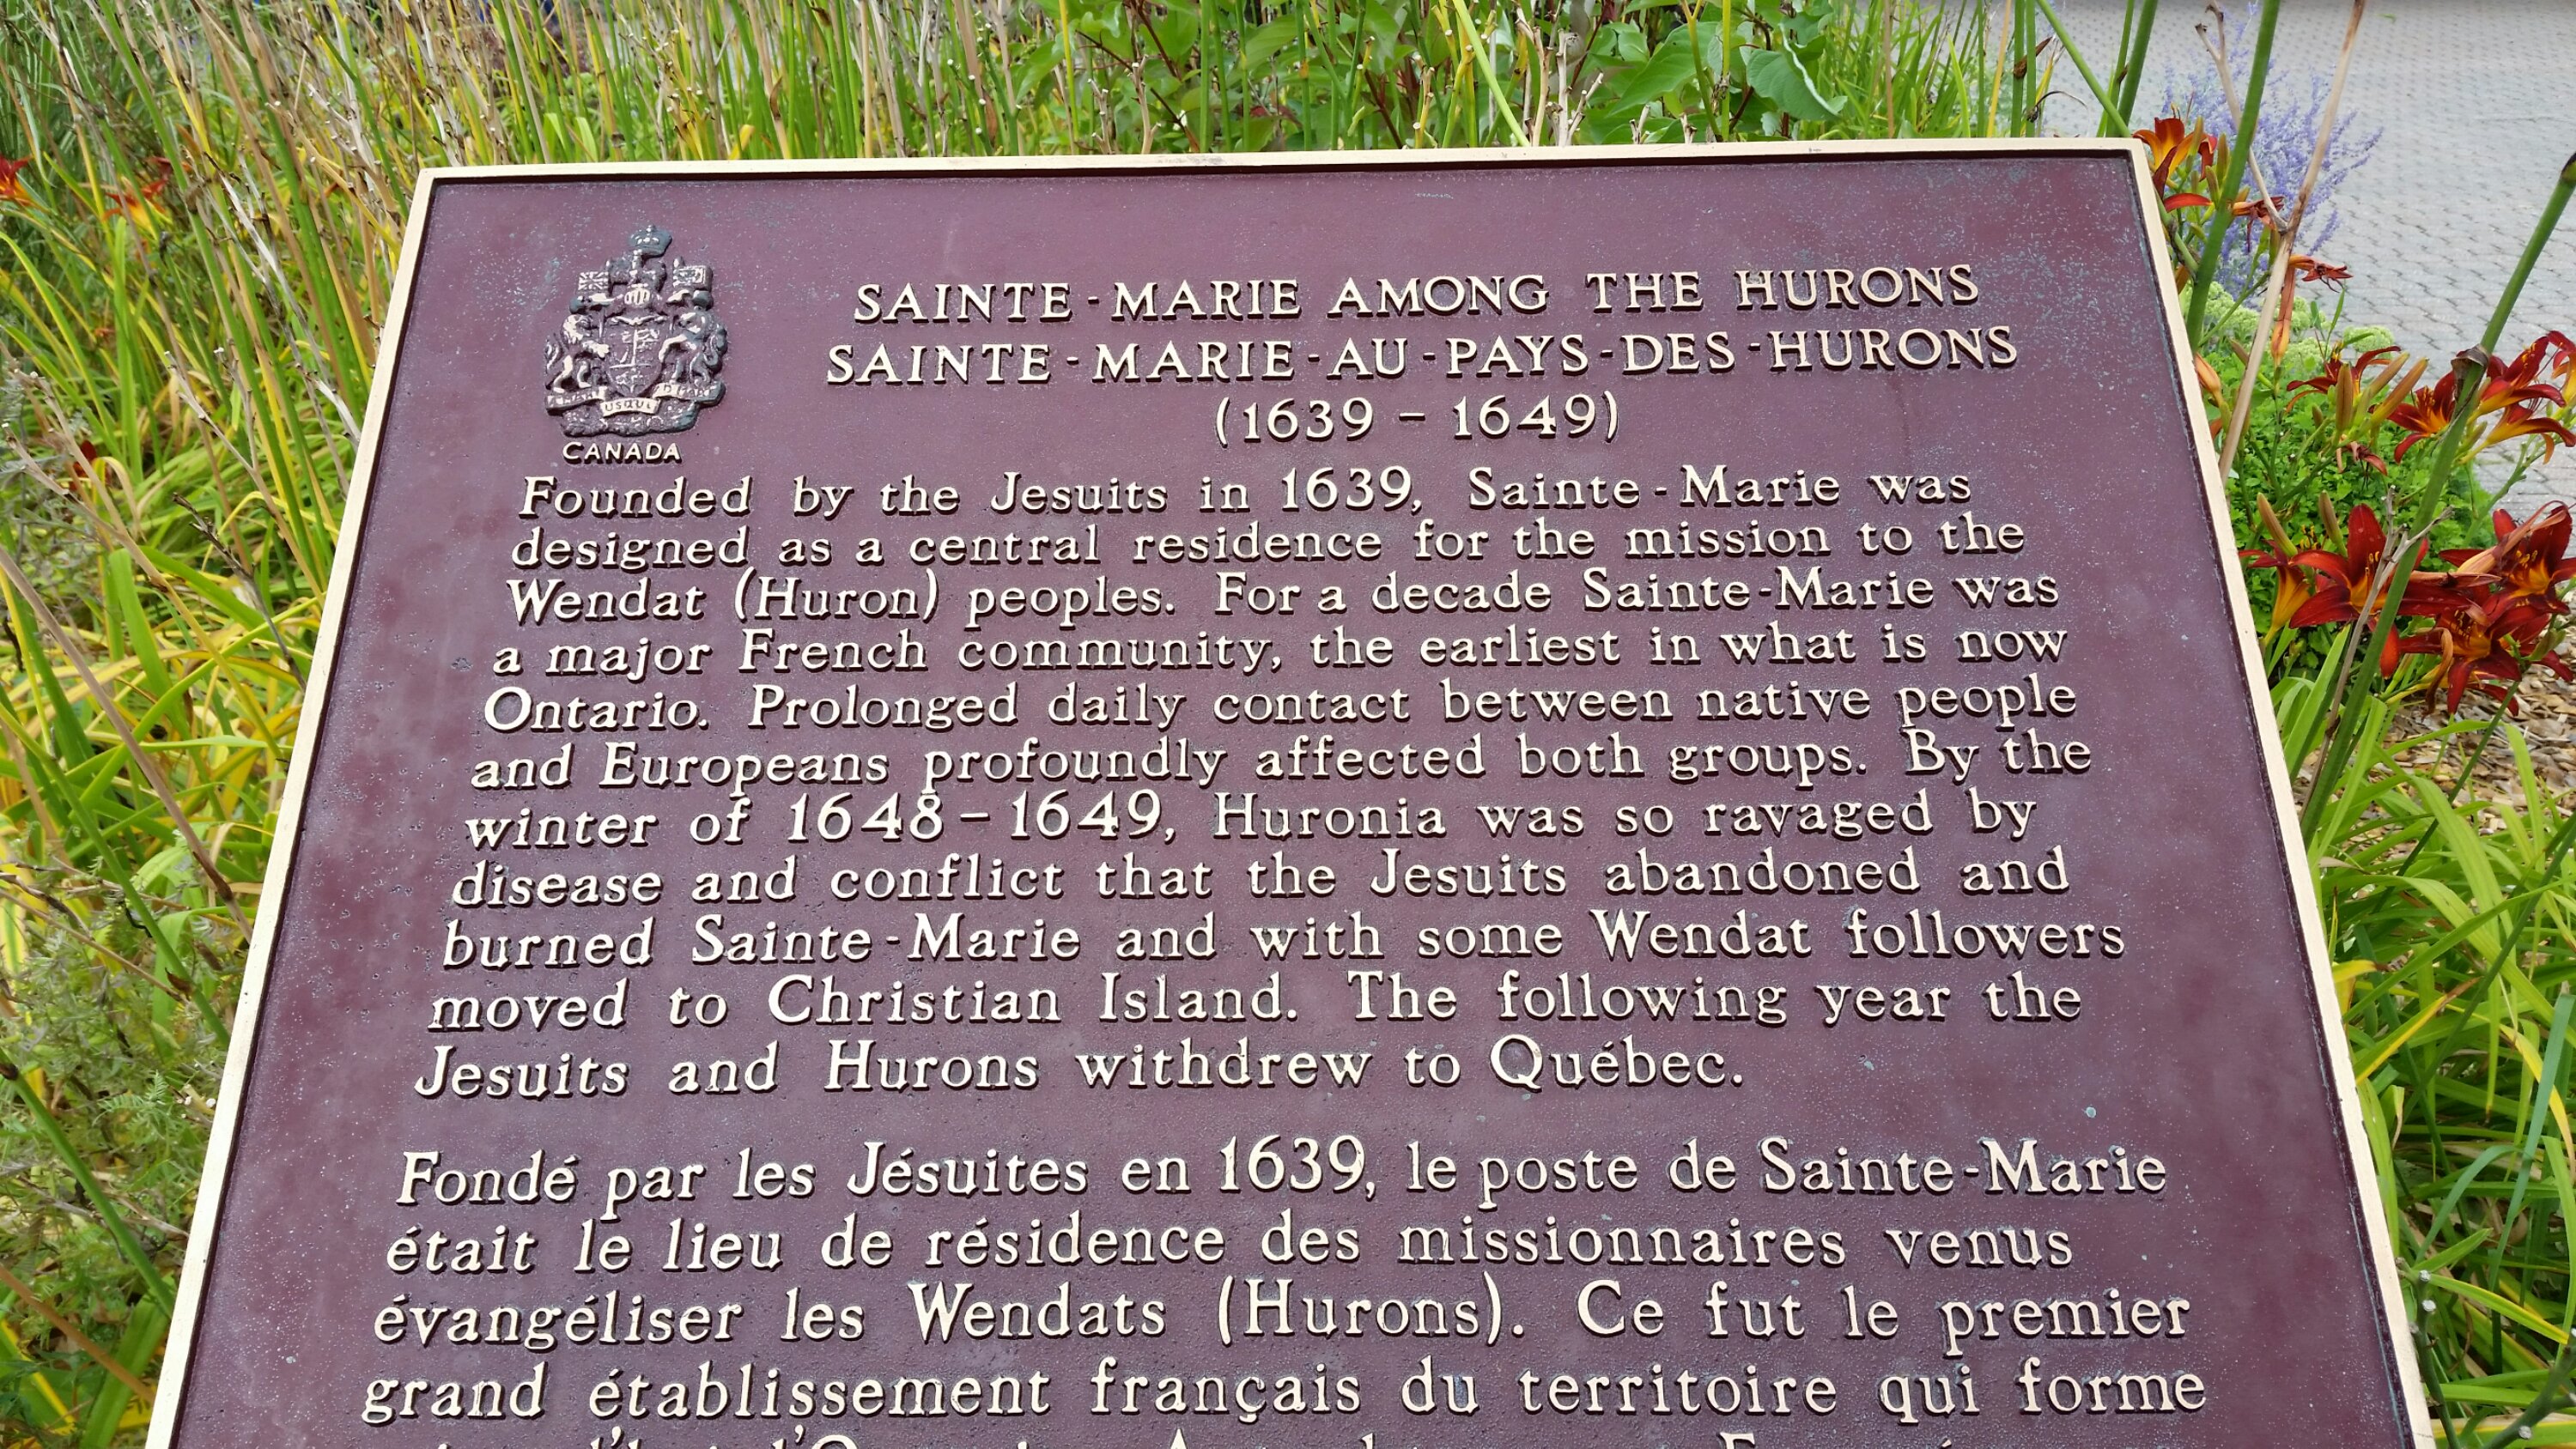 SAINTE-MARIE AMONG THE HURONS
SAINTE-MARIE-AU-PAYS-DES-HURONS
(1639 - 1649)
USQUE
CANADA
Founded by the Jesuits in 1639, Sainte-Marie was
designed as a central residence for the mission to the
Wendat (Huron) peoples. For a decade Sainte-Marie was
a major French community, the earliest in what is now
Ontario. Prolonged daily contact between native people
and Europeans profoundly affected both groups. By the
winter of 1648-1649, Huronia was so ravaged by
disease and conflict that the Jesuits abandoned and
burned Sainte-Marie and with some Wendat followers
moved to Christian Island. The following year the
Jesuits and Hurons withdrew to Québec.
Fondé par les Jésuites en 1639, le poste de Sainte-Marie
était le lieu de résidence des missionnaires venus
évangéliser les Wendats (Hurons). Ce fut le premier
grand établissement français du territoire qui forme